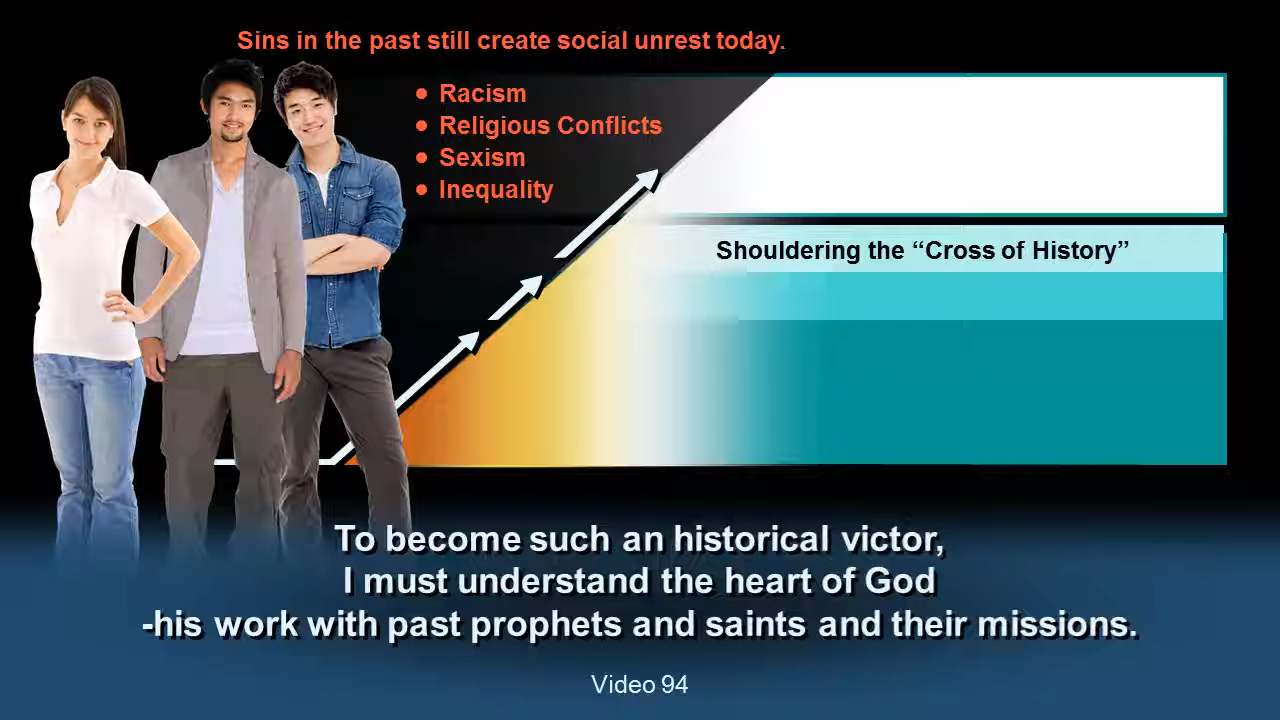 Sins in the past still create social unrest today.
● Racism
● Religious Conflicts
● Sexism
● Inequality
Shouldering the “Cross of History”
To become such an historical victor,
I must understand the heart of God
-his work with past prophets and saints and their missions.
Video 94